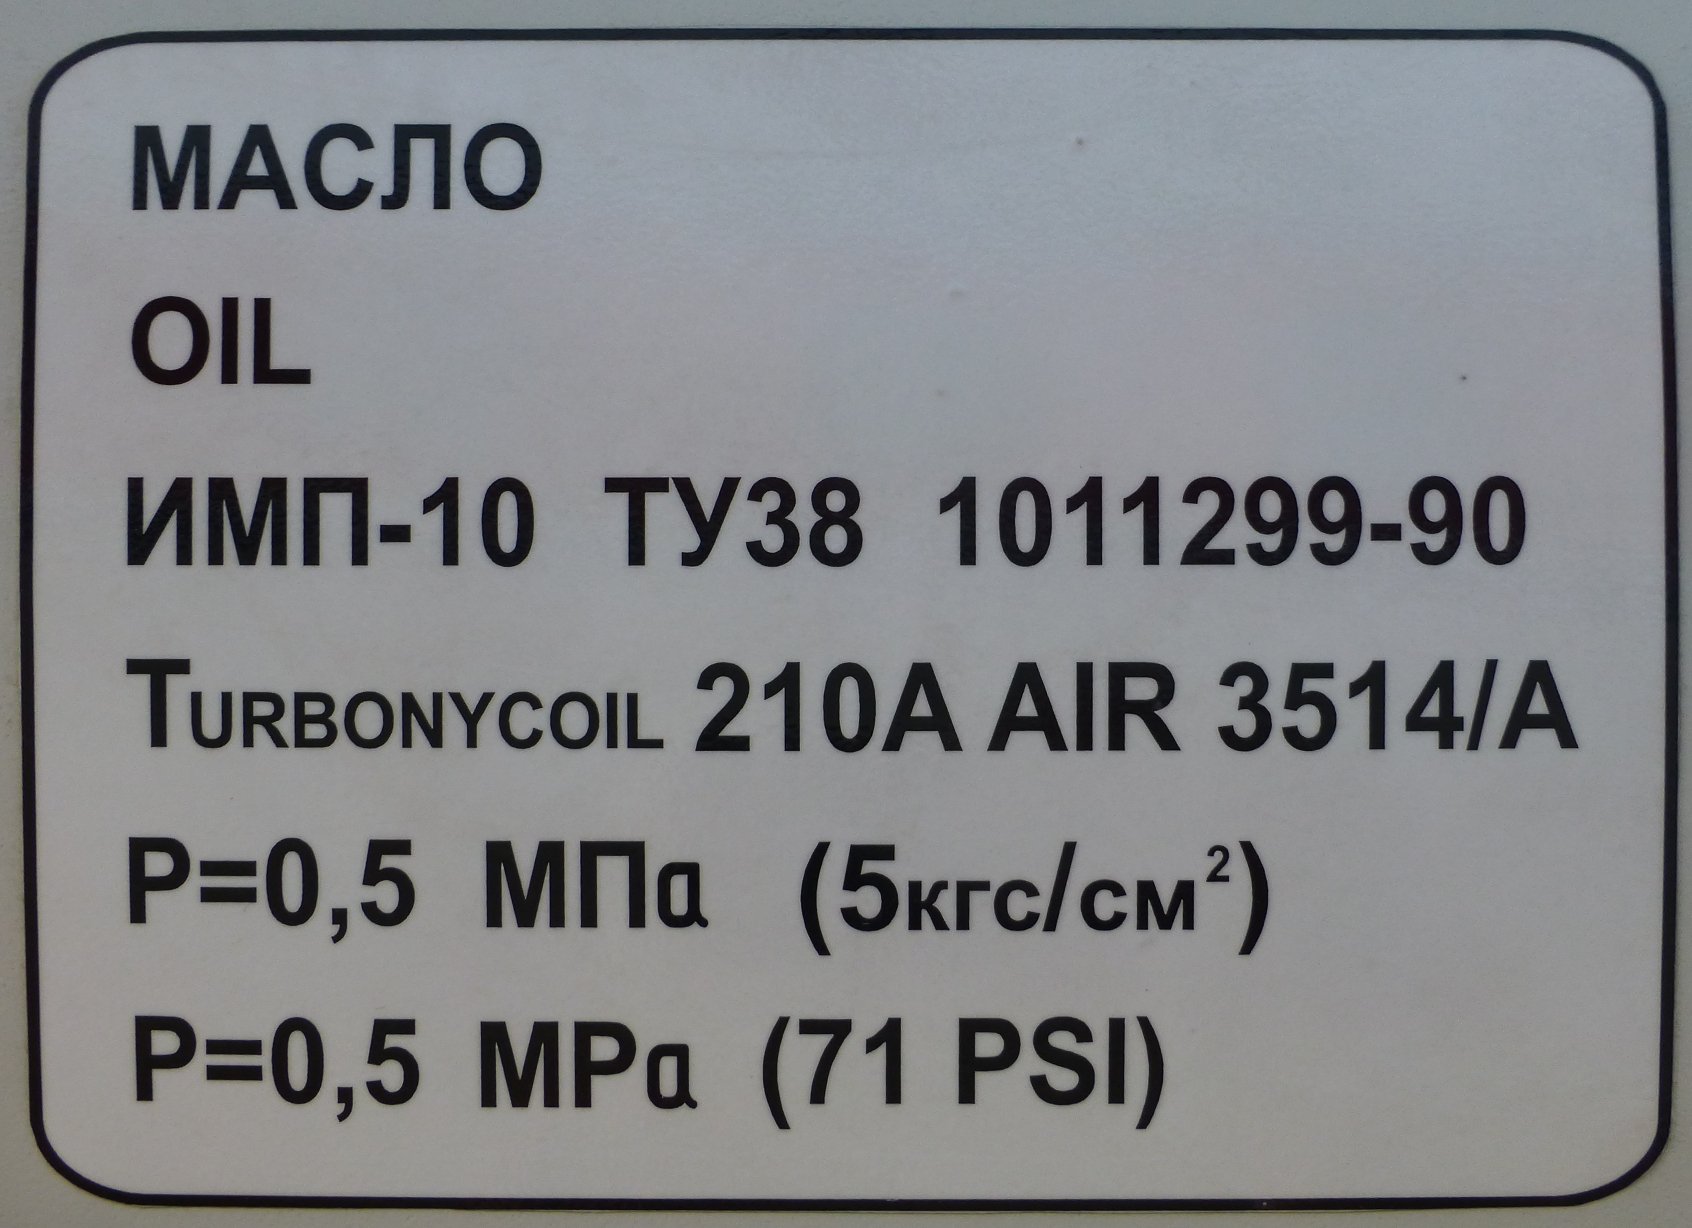 МАСЛО
OIL
ИМП-10 ТУ38 1011299-90
TURBONYCOIL 210A AIR 3514/A
P=0,5 МПа (5кгс/см²)
P=0,5 MPa (71 PSI)